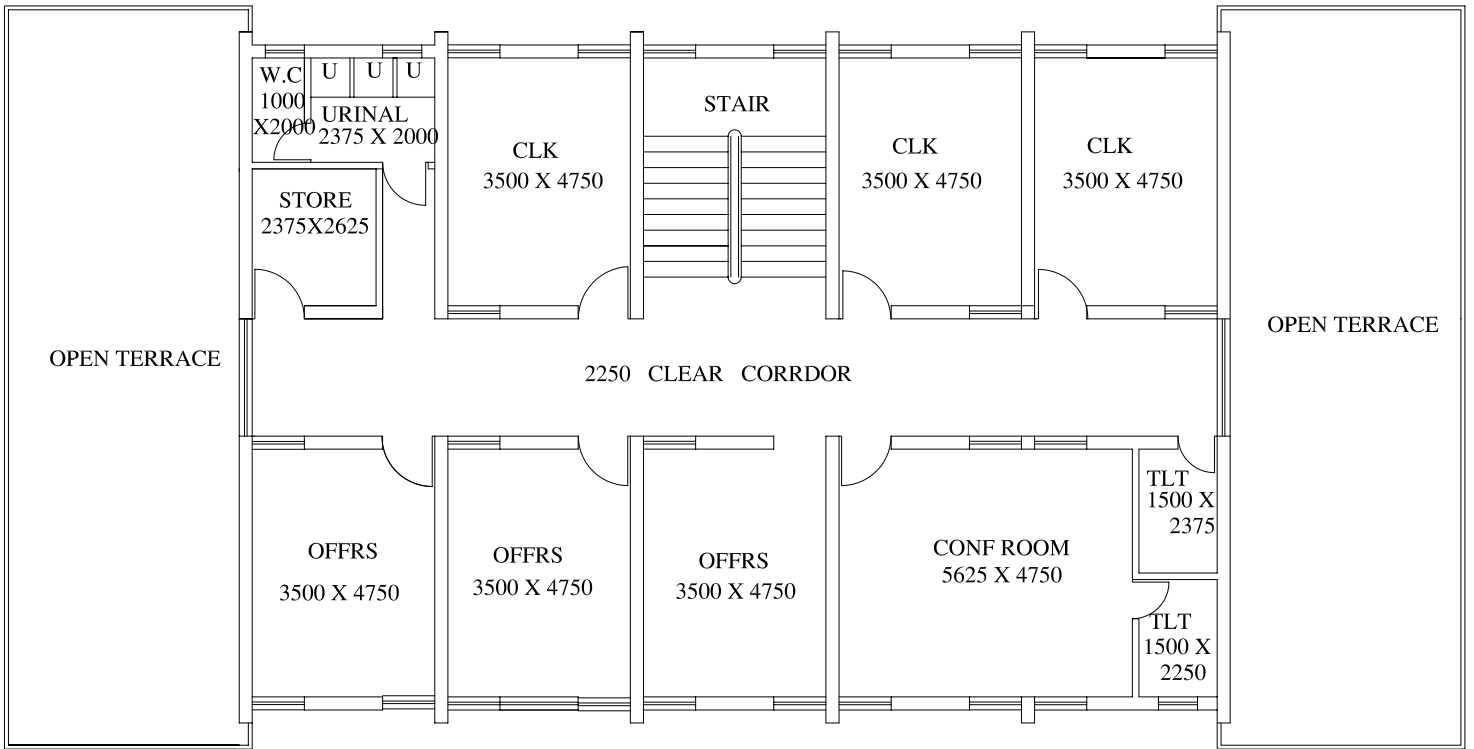 W.C
1000
X2000
U
U
U
URINAL
2375 X 2000
STORE
2375X2625
CLK
3500 X 4750
STAIR
CLK
3500 X 4750
CLK
3500 X 4750
OPEN TERRACE
2250 CLEAR CORRDOR
OPEN TERRACE
OFFRS
3500 X 4750
OFFRS
3500 X 4750
OFFRS
3500 X 4750
CONF ROOM
5625 X 4750
TLT
1500 X
2375
TLT
1500 X
2250